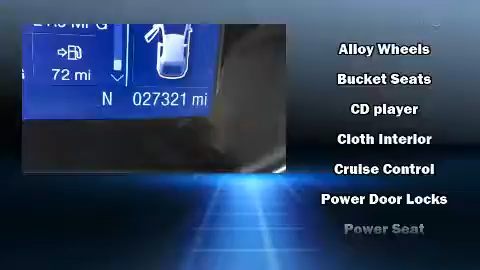 72 mi
N 027321 mi
Alloy Wheels
Bucket Seats
CD player
Cloth Interior
Cruise Control
Power Door Locks
Power Seat